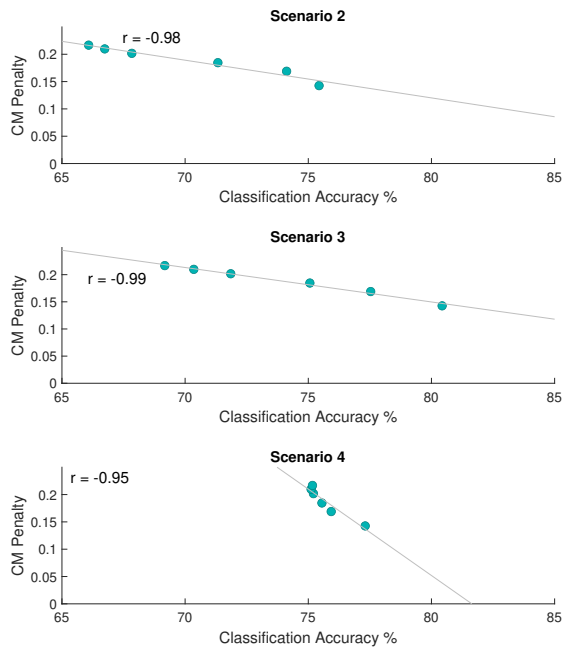 Scenario 2
r = -0.98
0.2
0.15
0.1
0.05
0
CM Penalty
65 70 75 80 85
Classification Accuracy %
Scenario 3
r = -0.99
0.2
0.15
0.1
0.05
0
CM Penalty
65 70 75 80 85
Classification Accuracy %
Scenario 4
r = -0.95
0.2
0.15
0.1
0.05
0
CM Penalty
65 70 75 80 85
Classification Accuracy %